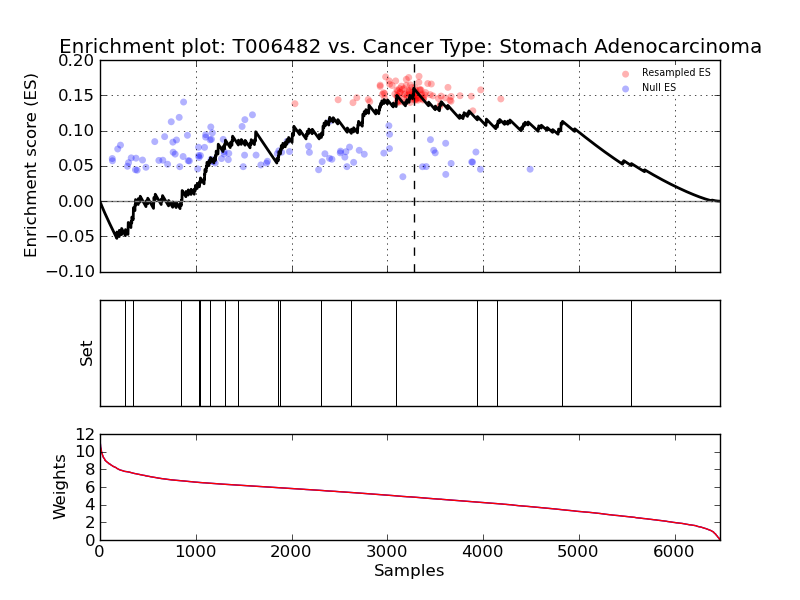 Enrichment plot: T006482 vs. Cancer Type: Stomach Adenocarcinoma
Enrichment score (ES)
0.20
0.15
0.10
0.05
0.00
−0.05
−0.10
Resampled ES
Null ES
Set
Weights
12
10
8
6
4
2
0
0 1000 2000 3000 4000 5000 6000
Samples